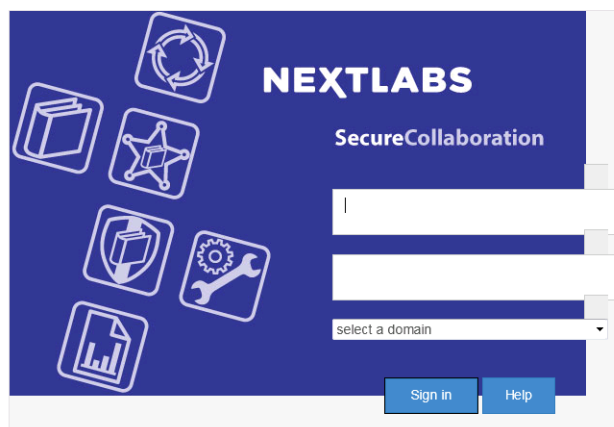 NEXTLABS
SecureCollaboration
select a domain
Sign in
Help